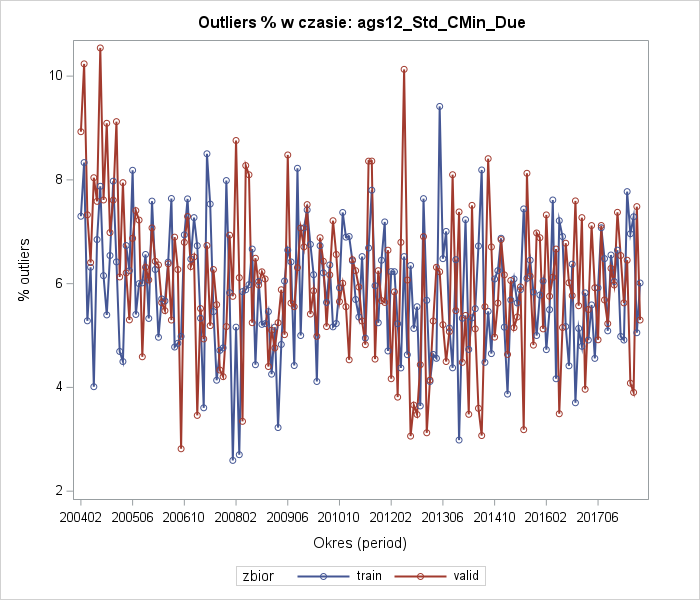 Outliers % w czasie: ags12_Std_CMin_Due
% outliers
10
8
6
4
2
200402 200506 200610 200802 200906 201010 201202 201306 201410 201602 201706
Okres (period)
zbior train valid